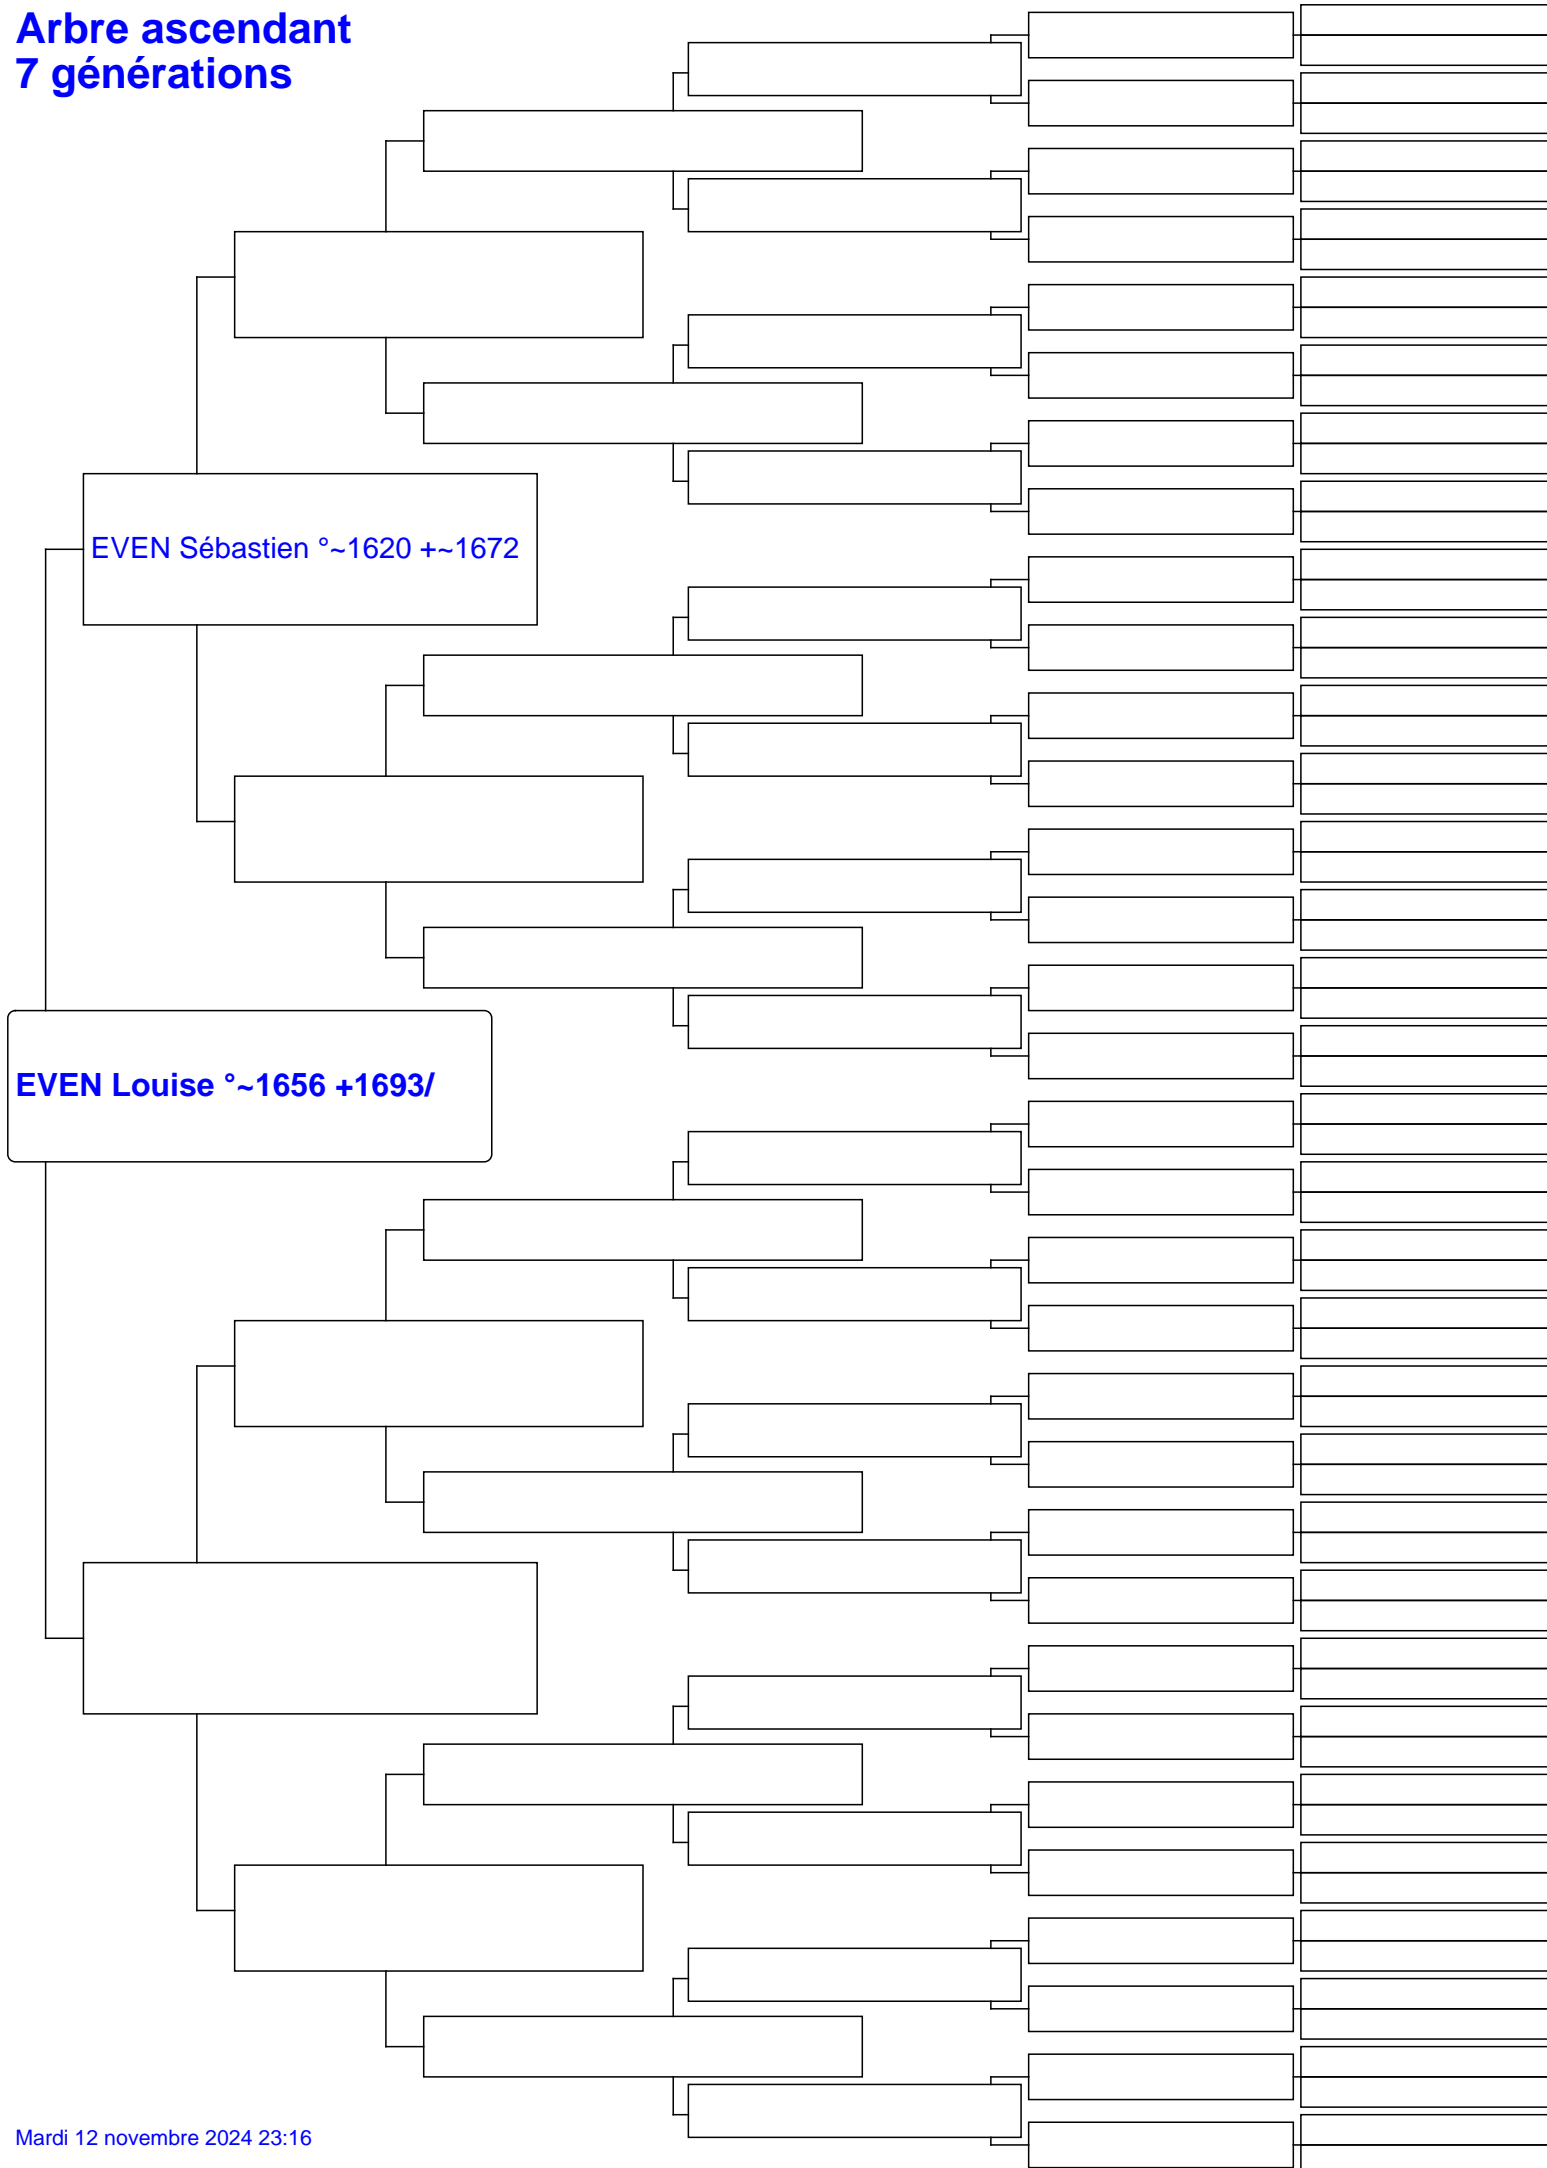 Arbre ascendant
7 générations
EVEN Sébastien °~1620 +~1672
EVEN Louise °~1656 +1693/
Mardi 12 novembre 2024 23:16